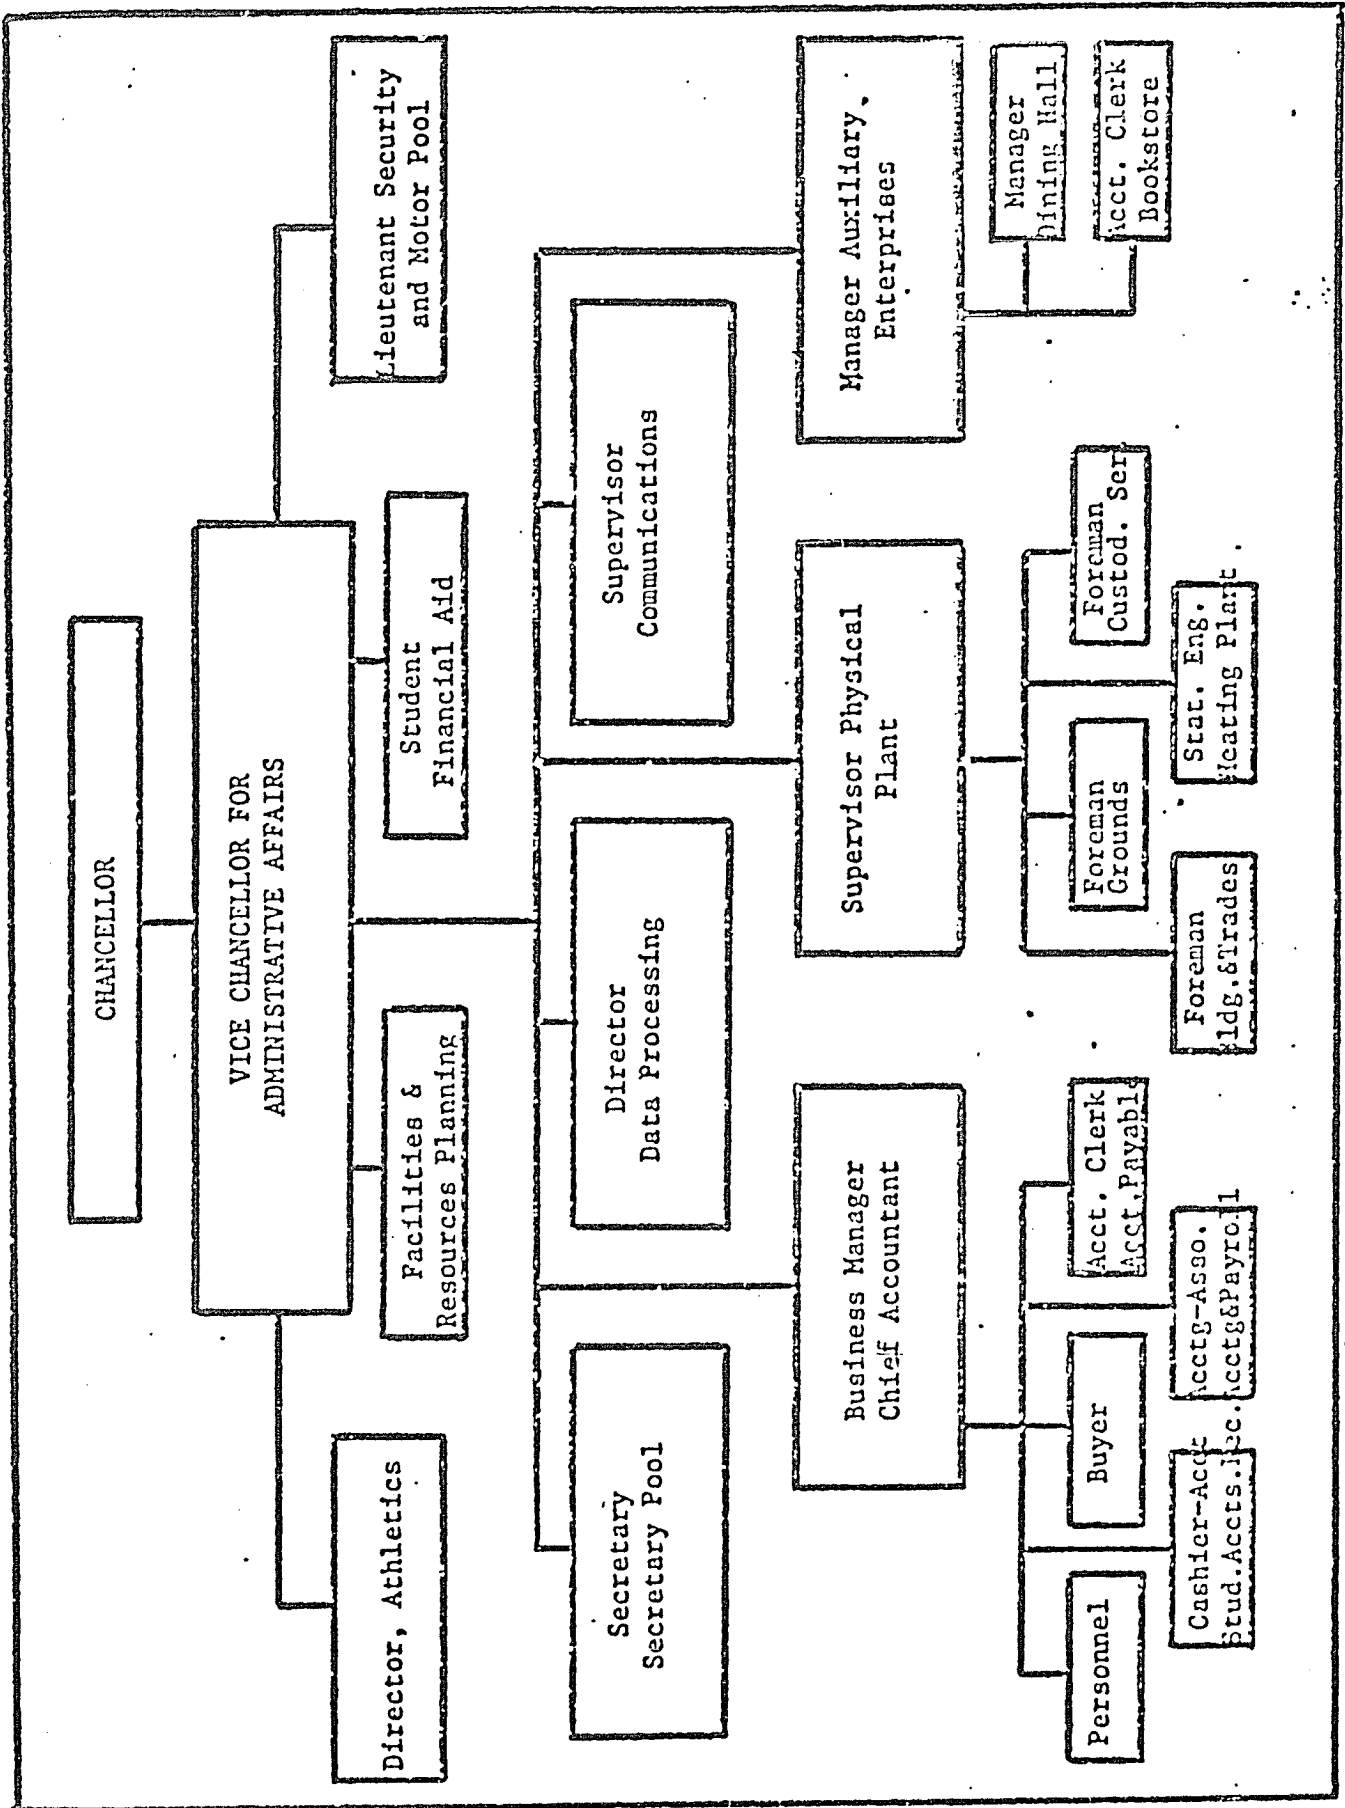 CHANCELLOR
VICE CHANCELLOR FOR
ADMINISTRATIVE AFFAIRS
Director, Athletics
Facilities &
Resources Planning
Student
Financial Aid
Lieutenant Security
and Motor Pool
Secretary
Secretary Pool
Director
Data Processing
Supervisor
Communications
Business Manager
Chief Accountant
Supervisor Physical
Plant
Manager Auxiliary
Enterprises
Personnel
Buyer
Acct. Clerk
Acct.Payabl
Cashier-Acct
Stud.Accts.Rec.
Acctg-Asso.
Acctg&Payroll
Foreman
Grounds
Foreman
Custod. Ser
Foreman
Bldg.&Trades
Stat. Eng.
Heating Plant
Manager
Dining Hall
Acct. Clerk
Bookstore